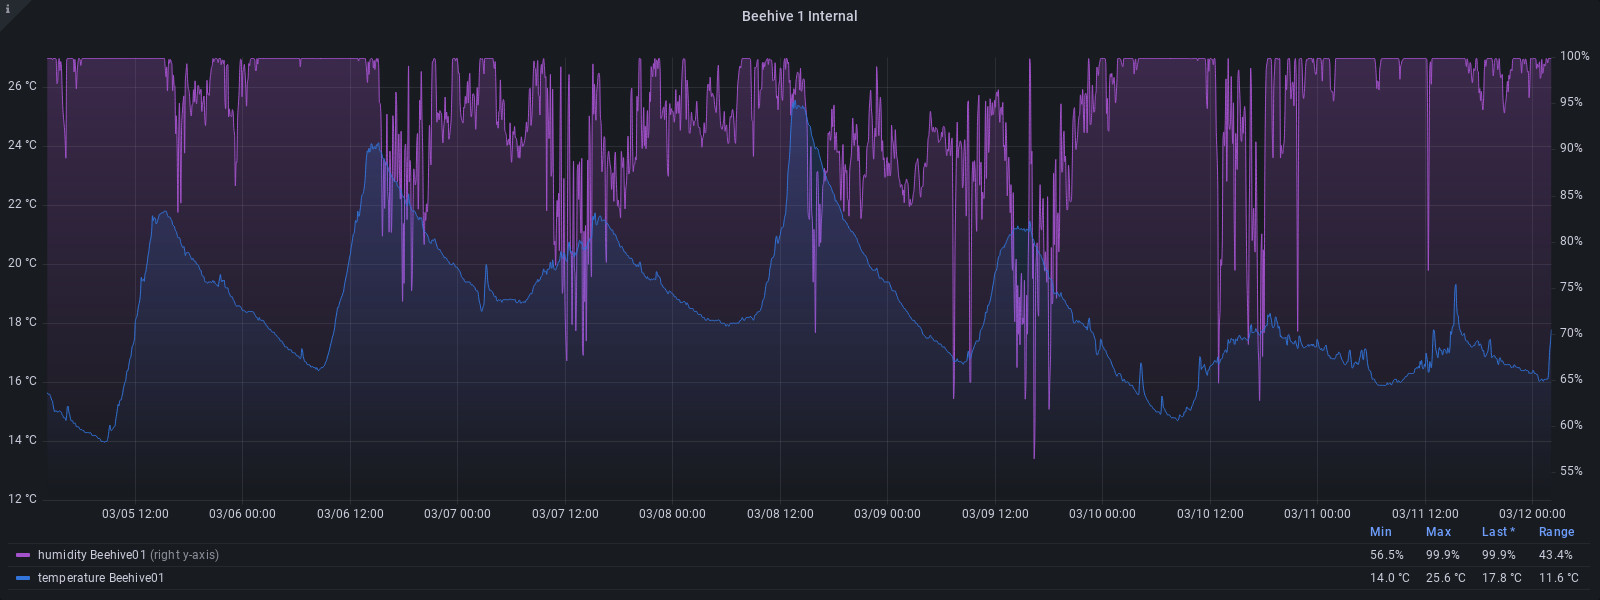 i
Beehive 1 Internal
26 °C
24 °C
22 °C
20 °C
18 °C
16 °C
14 °C
12 °C
100%
95%
90%
85%
80%
75%
70%
65%
60%
55%
03/05 12:00 03/06 00:00 03/06 12:00 03/07 00:00 03/07 12:00 03/08 00:00 03/08 12:00 03/09 00:00 03/09 12:00 03/10 00:00 03/10 12:00 03/11 00:00 03/11 12:00 03/12 00:00
Min Max Last * Range
humidity Beehive01 (right y-axis) 56.5% 99.9% 99.9% 43.4%
temperature Beehive01 14.0 °C 25.6 °C 17.8 °C 11.6 °C